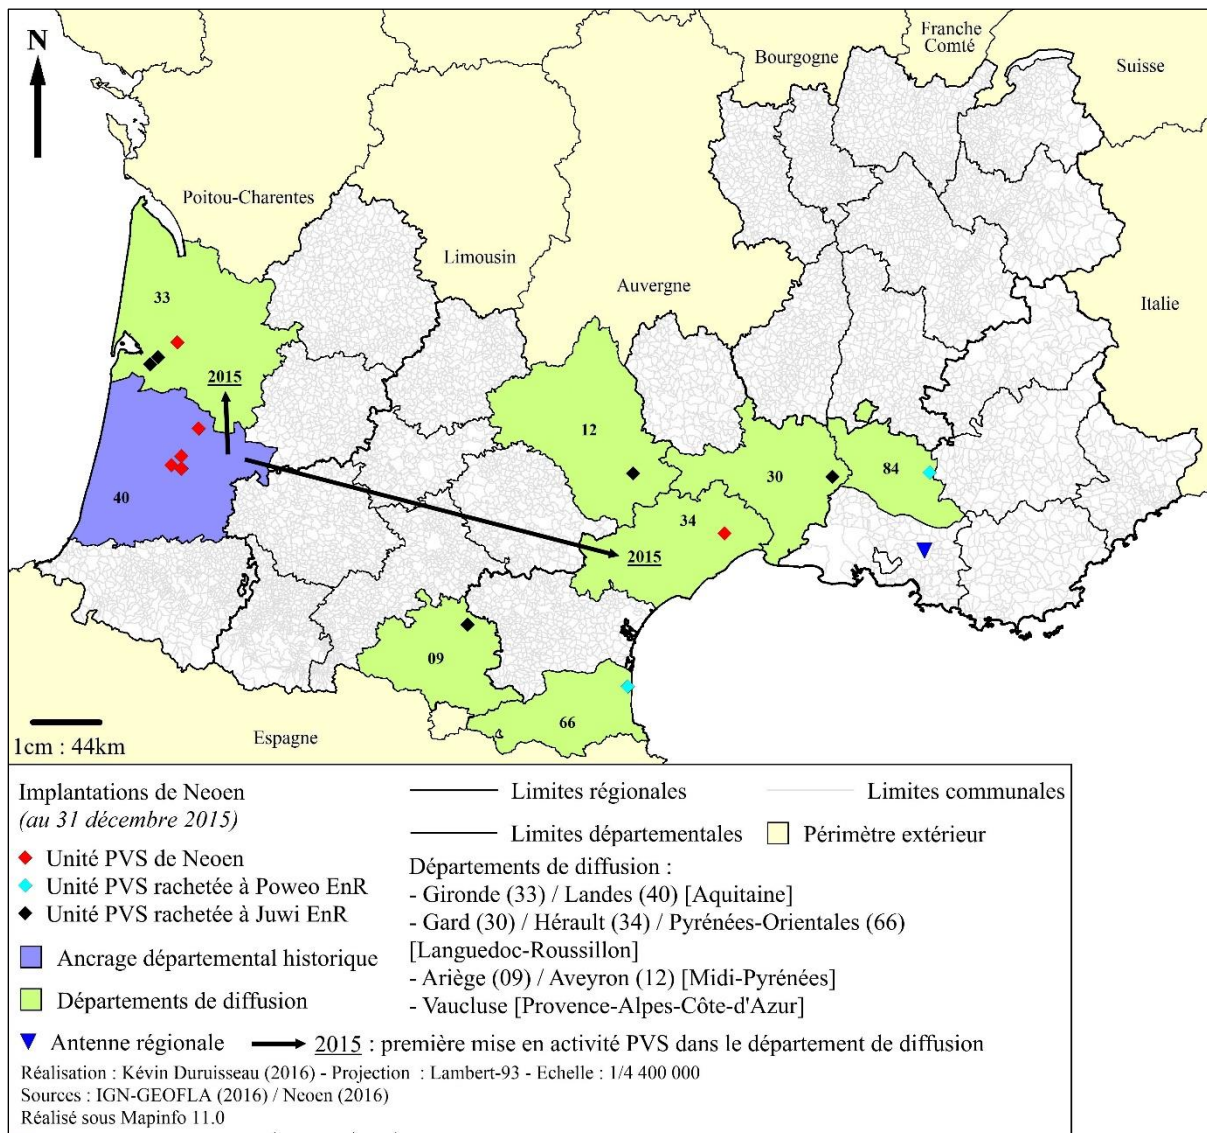 N
Franche
Comté
Bourgogne
Suisse
Poitou-Charentes
Limousin
Auvergne
Italie
33
2015
12
40
30
84
34
2015
09
66
1cm : 44km
Espagne
Implantations de Neoen
(au 31 décembre 2015)
Unité PVS de Neoen
Unité PVS rachetée à Poweo EnR
Unité PVS rachetée à Juwi EnR
Ancrage départemental historique
Départements de diffusion
Antenne régionale
Limites régionales
Limites communales
Limites départementales
Périmètre extérieur
Départements de diffusion :
- Gironde (33) / Landes (40) [Aquitaine]
- Gard (30) / Hérault (34) / Pyrénées-Orientales (66)
[Languedoc-Roussillon]
- Ariège (09) / Aveyron (12) [Midi-Pyrénées]
- Vaucluse [Provence-Alpes-Côte-d'Azur]
2015 : première mise en activité PVS dans le département de diffusion
Réalisation : Kévin Duruisseau (2016) - Projection : Lambert-93 - Echelle : 1/4 400 000
Sources : IGN-GEOFLA (2016) / Neoen (2016)
Réalisé sous Mapinfo 11.0